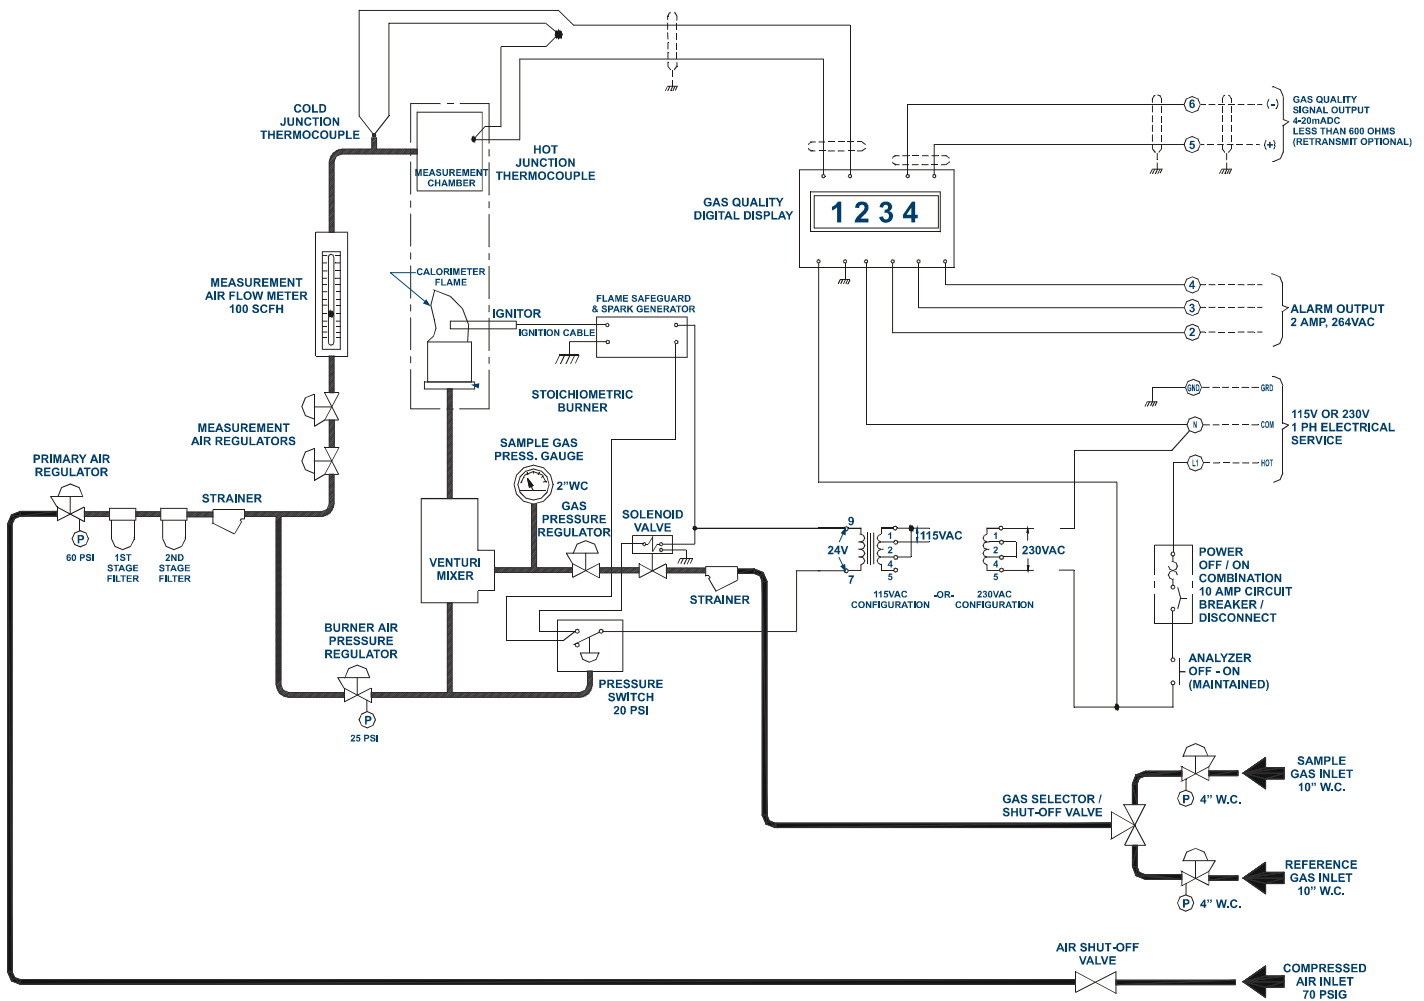 COLD
JUNCTION
THERMOCOUPLE
MEASUREMENT
CHAMBER
HOT
JUNCTION
THERMOCOUPLE
GAS QUALITY
DIGITAL DISPLAY
1 2 3 4
6
(-)
5
(+)
GAS QUALITY
SIGNAL OUTPUT
4-20mADC
LESS THAN 600 OHMS
(RETRANSMIT OPTIONAL)
MEASUREMENT
AIR FLOW METER
100 SCFH
CALORIMETER
FLAME
IGNITOR
IGNITION CABLE
FLAME SAFEGUARD
& SPARK GENERATOR
4
3
2
ALARM OUTPUT
2 AMP, 264VAC
STOICHIOMETRIC
BURNER
GND
GRD
N
COM
L1
HOT
115V OR 230V
1 PH ELECTRICAL
SERVICE
MEASUREMENT
AIR REGULATORS
SAMPLE GAS
PRESS. GAUGE
2”WC
PRIMARY AIR
REGULATOR
P
60 PSI
1ST
STAGE
FILTER
2ND
STAGE
FILTER
STRAINER
GAS
PRESSURE
REGULATOR
SOLENOID
VALVE
VENTURI
MIXER
STRAINER
9
24V
7
1
2
2
4
5
115VAC
115VAC
CONFIGURATION
-OR-
1
2
2
4
5
230VAC
230VAC
CONFIGURATION
POWER
OFF / ON
COMBINATION
10 AMP CIRCUIT
BREAKER /
DISCONNECT
ANALYZER
OFF - ON
(MAINTAINED)
BURNER AIR
PRESSURE
REGULATOR
P
25 PSI
PRESSURE
SWITCH
20 PSI
GAS SELECTOR /
SHUT-OFF VALVE
P
4” W.C.
SAMPLE
GAS INLET
10” W.C.
P
4” W.C.
REFERENCE
GAS INLET
10” W.C.
AIR SHUT-OFF
VALVE
COMPRESSED
AIR INLET
70 PSIG